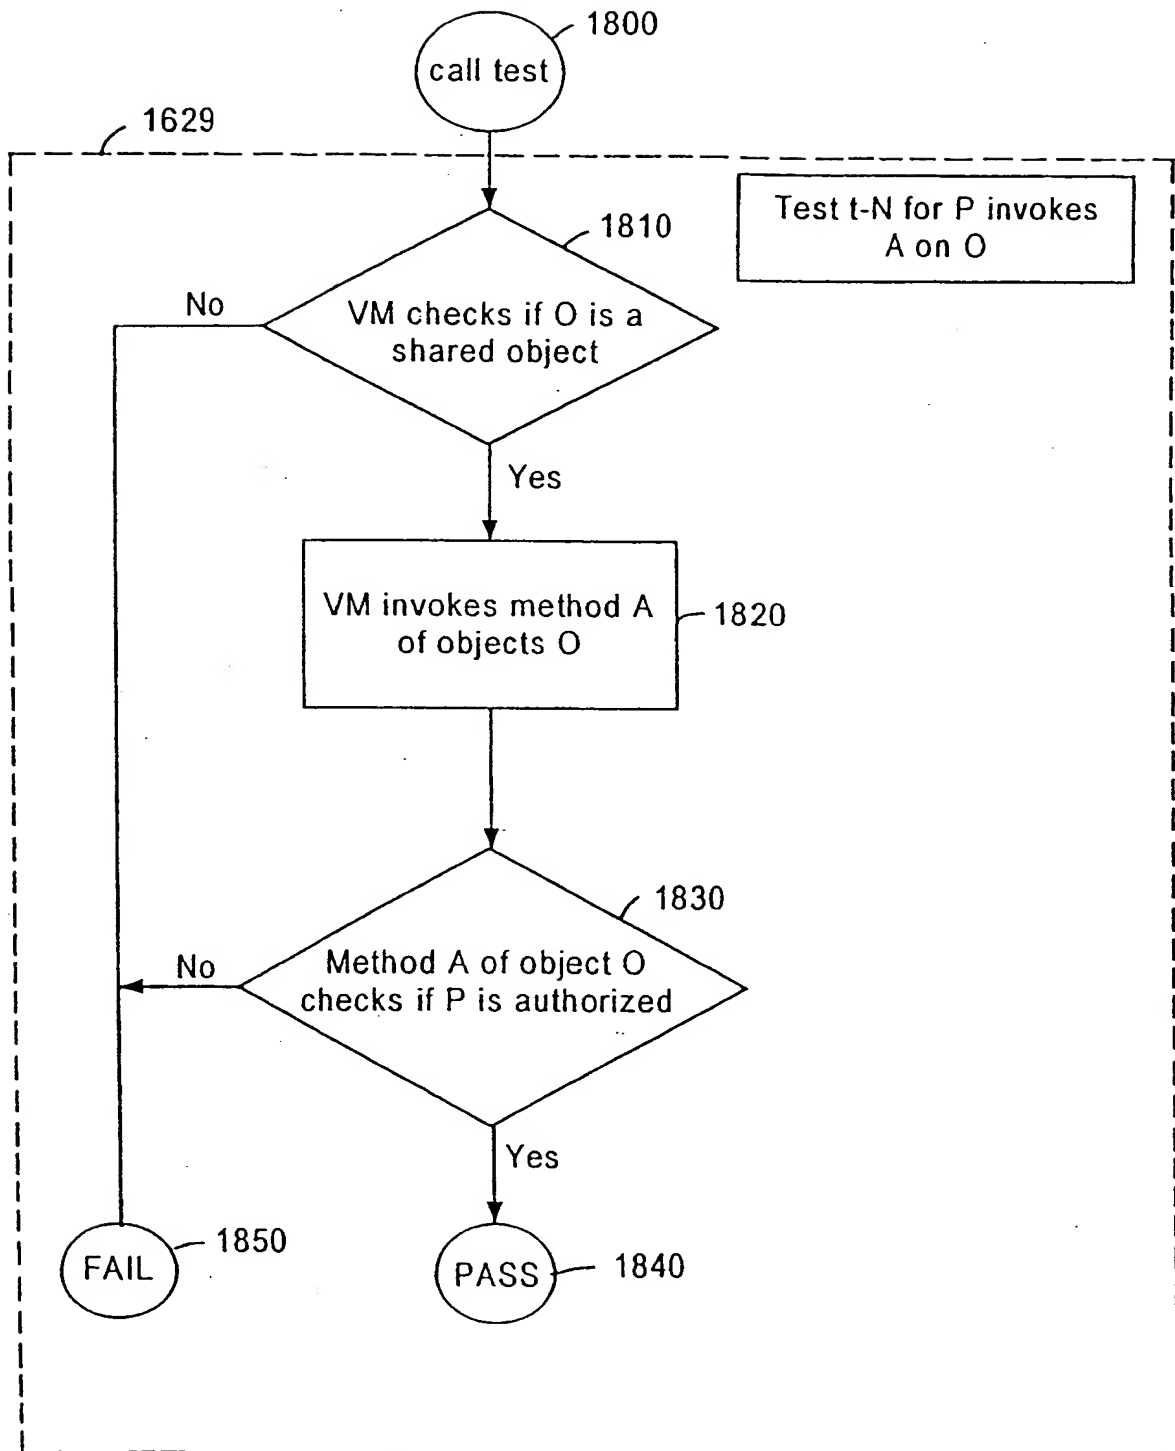 1800
call test
1629
Test t-N for P invokes
A on O
1810
No
VM checks if O is a
shared object
Yes
VM invokes method A
of objects O
1820
1830
No
Method A of object O
checks if P is authorized
Yes
FAIL
1850
PASS
1840